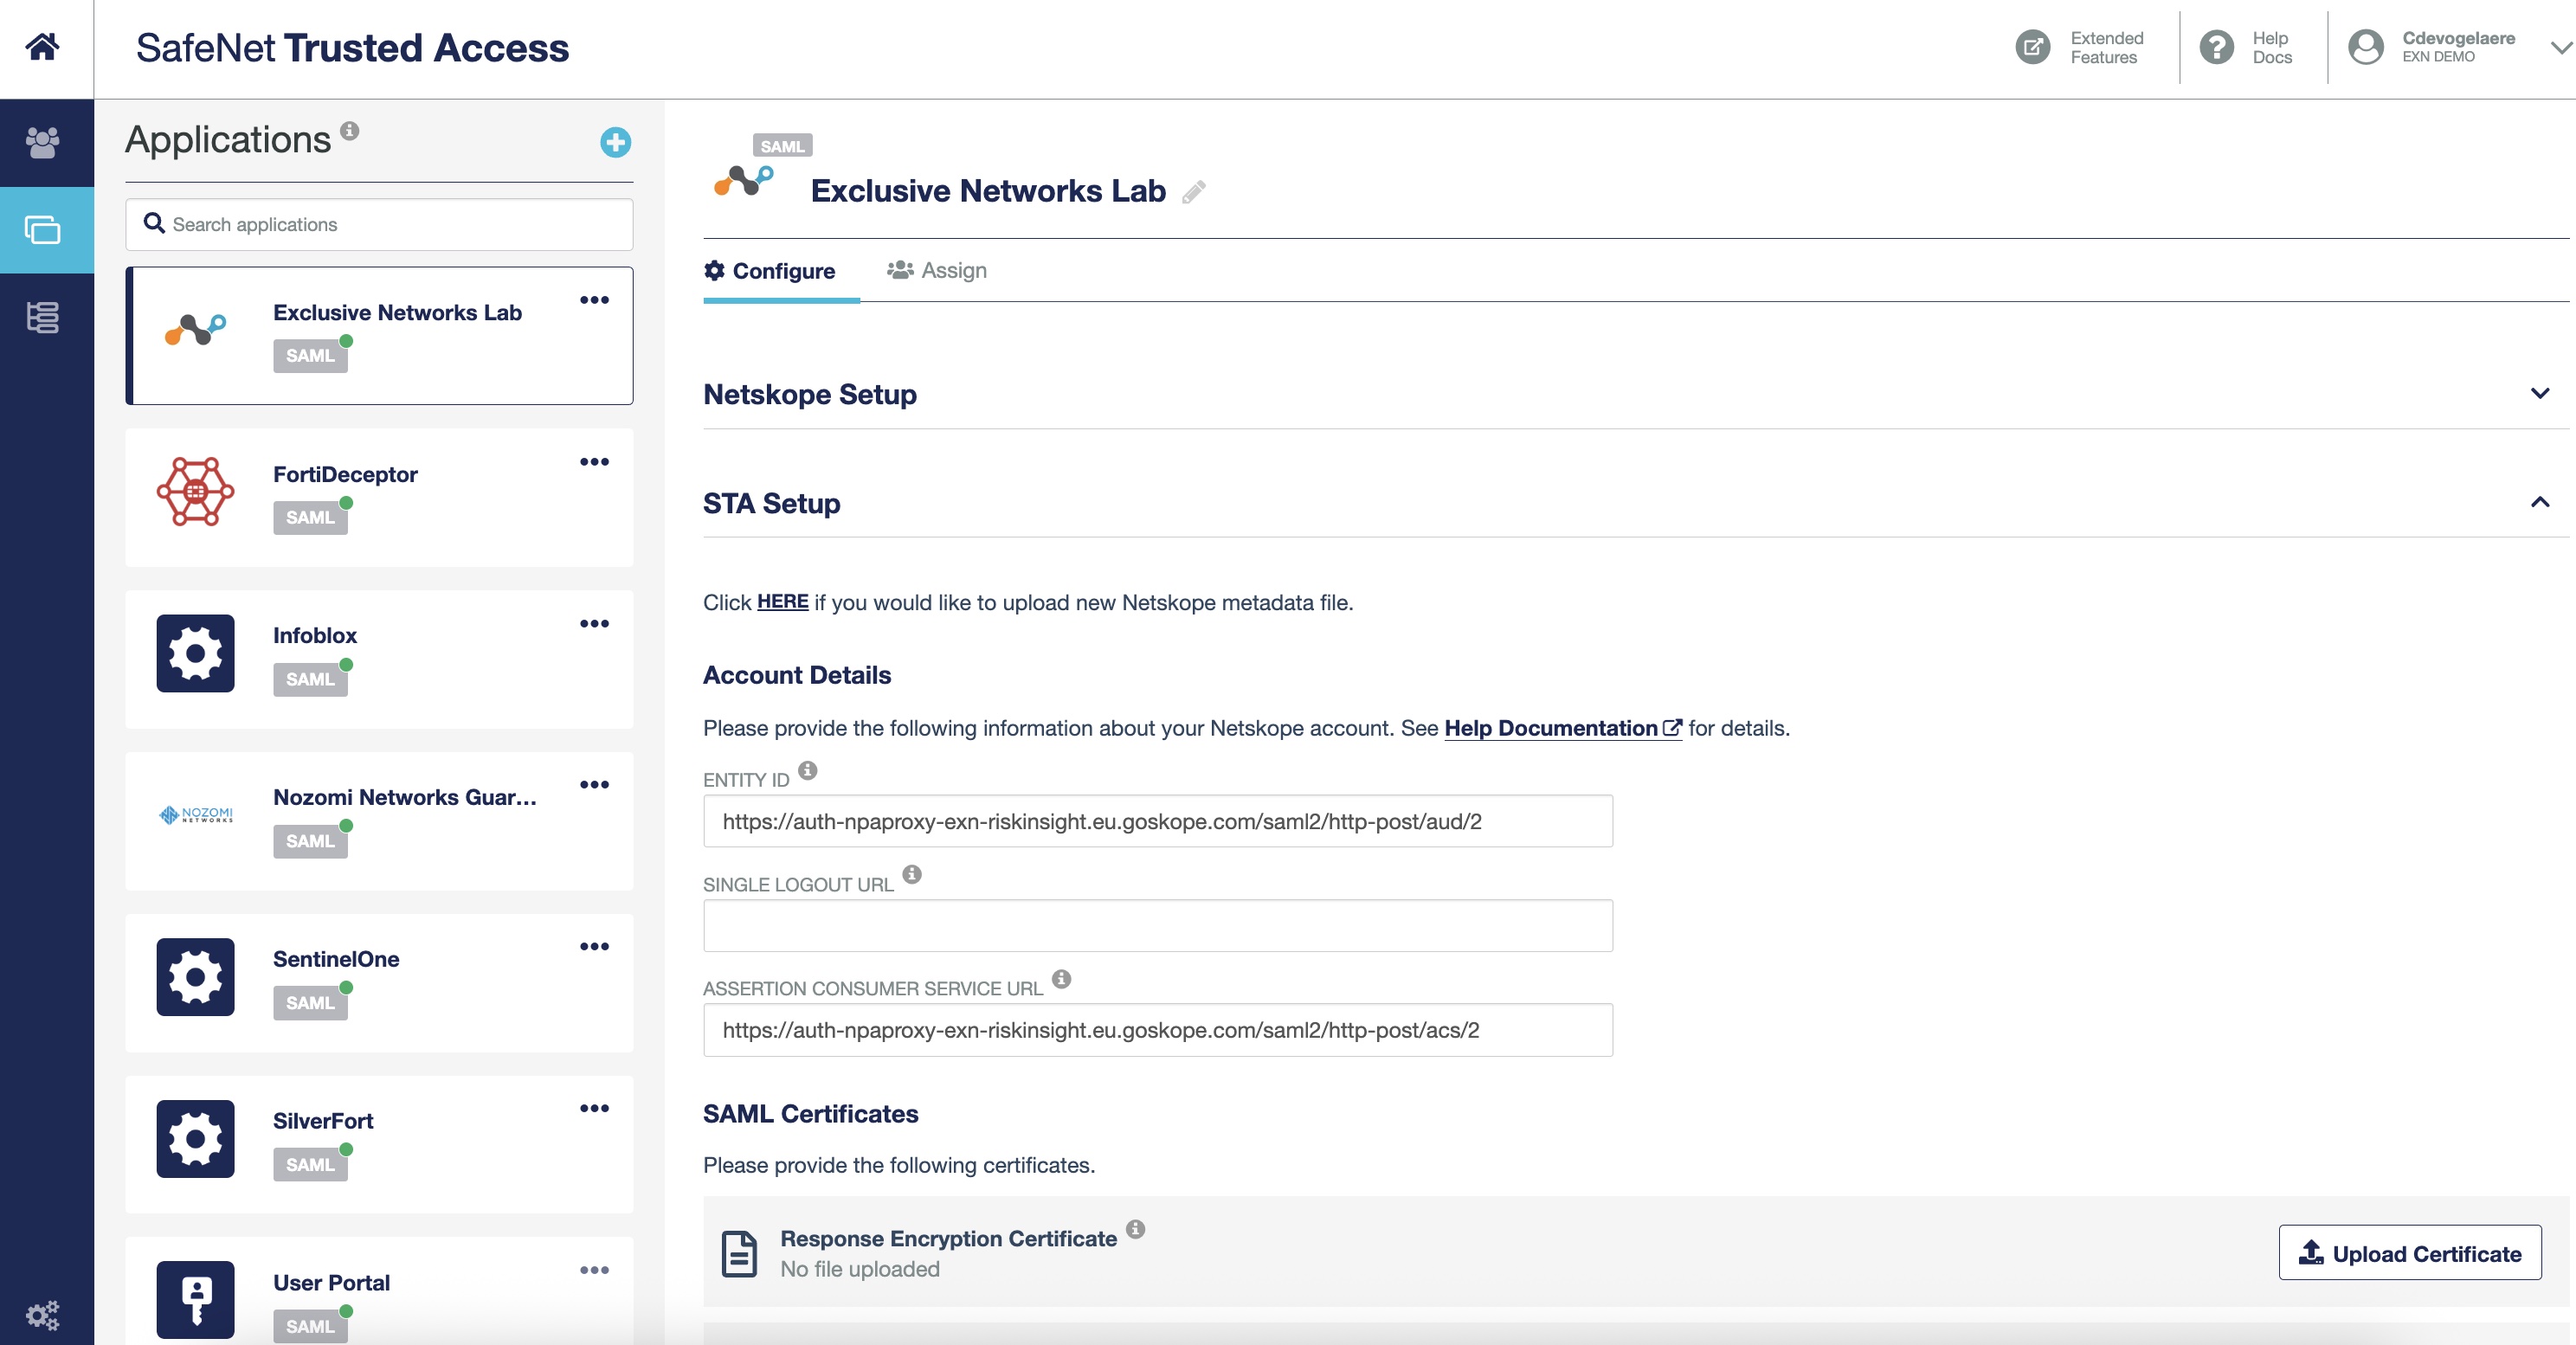 SafeNet Trusted Access
Extended
Features
Help
Docs
Cdevogelaere
EXN DEMO
Applications
Search applications
Exclusive Networks Lab
SAML
FortiDeceptor
SAML
Infoblox
SAML
NOZOMI
NETWORKS
Nozomi Networks Guar...
SAML
SentinelOne
SAML
SilverFort
SAML
User Portal
SAML
SAML
Exclusive Networks Lab
Configure
Assign
Netskope Setup
STA Setup
Click HERE if you would like to upload new Netskope metadata file.
Account Details
Please provide the following information about your Netskope account. See Help Documentation for details.
ENTITY ID
https://auth-npaproxy-exn-riskinsight.eu.goskope.com/saml2/http-post/aud/2
SINGLE LOGOUT URL
ASSERTION CONSUMER SERVICE URL
https://auth-npaproxy-exn-riskinsight.eu.goskope.com/saml2/http-post/acs/2
SAML Certificates
Please provide the following certificates.
Response Encryption Certificate
No file uploaded
Upload Certificate